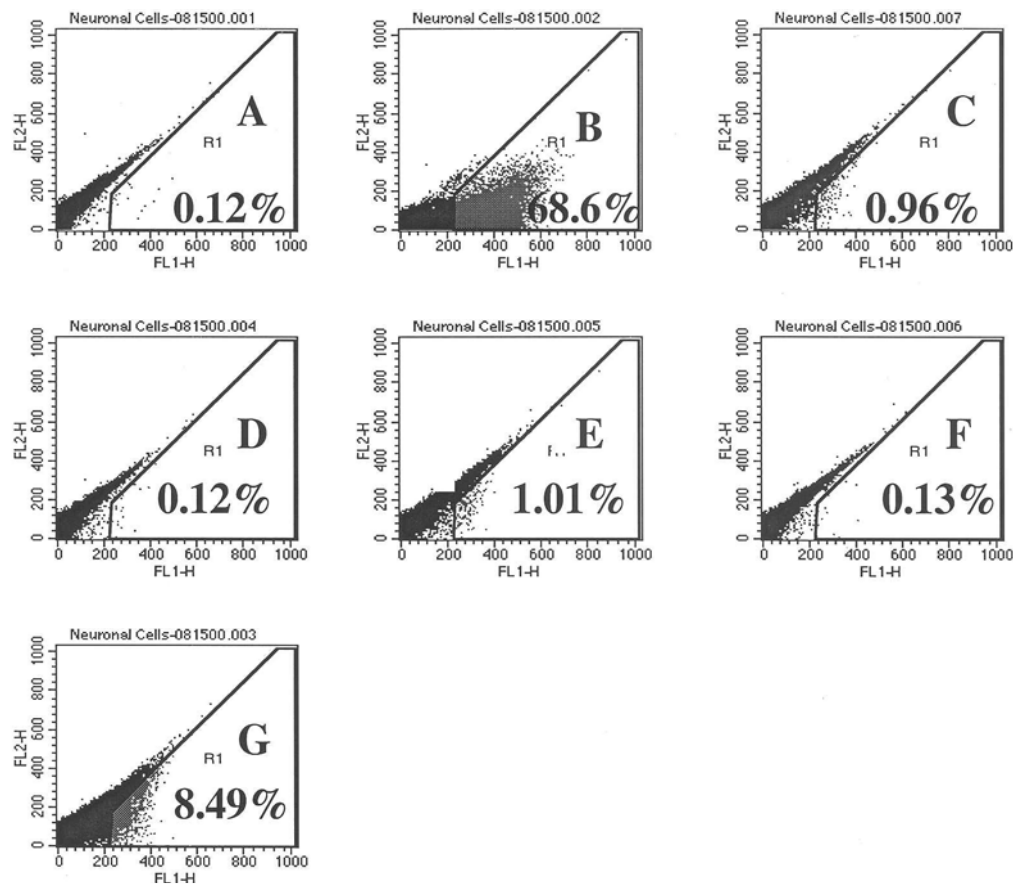 Neuronal Cells-081500.001
1000
800
600
400
200
0
FL2-H
A
R1
0.12%
0 200 400 600 800 1000
FL1-H
Neuronal Cells-081500.002
1000
800
600
400
200
0
FL2-H
B
R1
68.6%
0 200 400 600 800 1000
FL1-H
Neuronal Cells-081500.007
1000
800
600
400
200
0
FL2-H
C
R1
0.96%
0 200 400 600 800 1000
FL1-H
Neuronal Cells-081500.004
1000
800
600
400
200
0
FL2-H
D
R1
0.12%
0 200 400 600 800 1000
FL1-H
Neuronal Cells-081500.005
1000
800
600
400
200
0
FL2-H
E
1.01%
0 200 400 600 800 1000
FL1-H
Neuronal Cells-081500.006
1000
800
600
400
200
0
FL2-H
F
R1
0.13%
0 200 400 600 800 1000
FL1-H
Neuronal Cells-081500.003
1000
800
600
400
200
0
FL2-H
G
R1
8.49%
0 200 400 600 800 1000
FL1-H